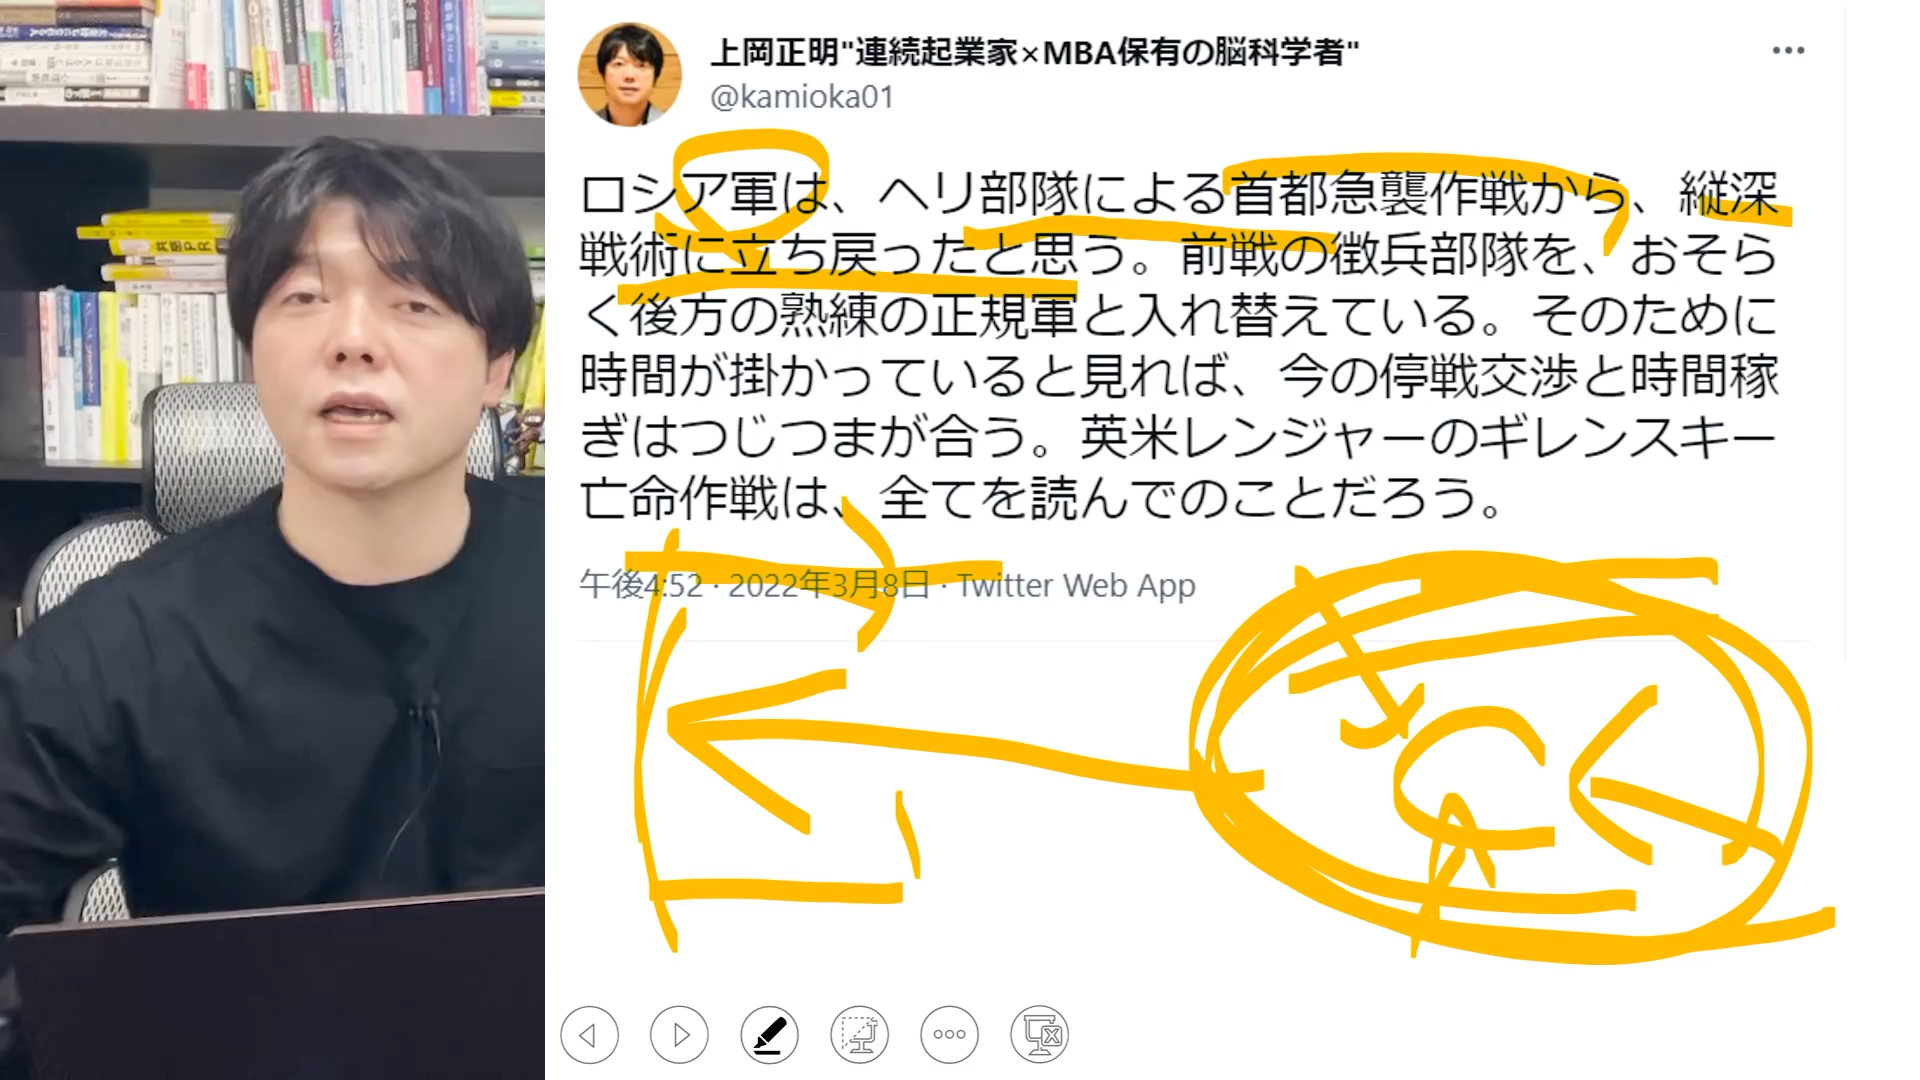 上岡正明"連続起業家×MBA保有の脳科学者"
@kamioka01
ロシア軍は、ヘリ部隊による首都急襲作戦から、縦深
戦術に立ち戻ったと思う。前戦の徴兵部隊を、おそら
く後方の熟練の正規軍と入れ替えている。そのために
時間が掛かっていると見れば、今の停戦交渉と時間稼
ぎはつじつまが合う。英米レンジャーのギレンスキー
亡命作戦は、全てを読んでのことだろう。
午後4:52 · 2022年3月8日 · Twitter Web App